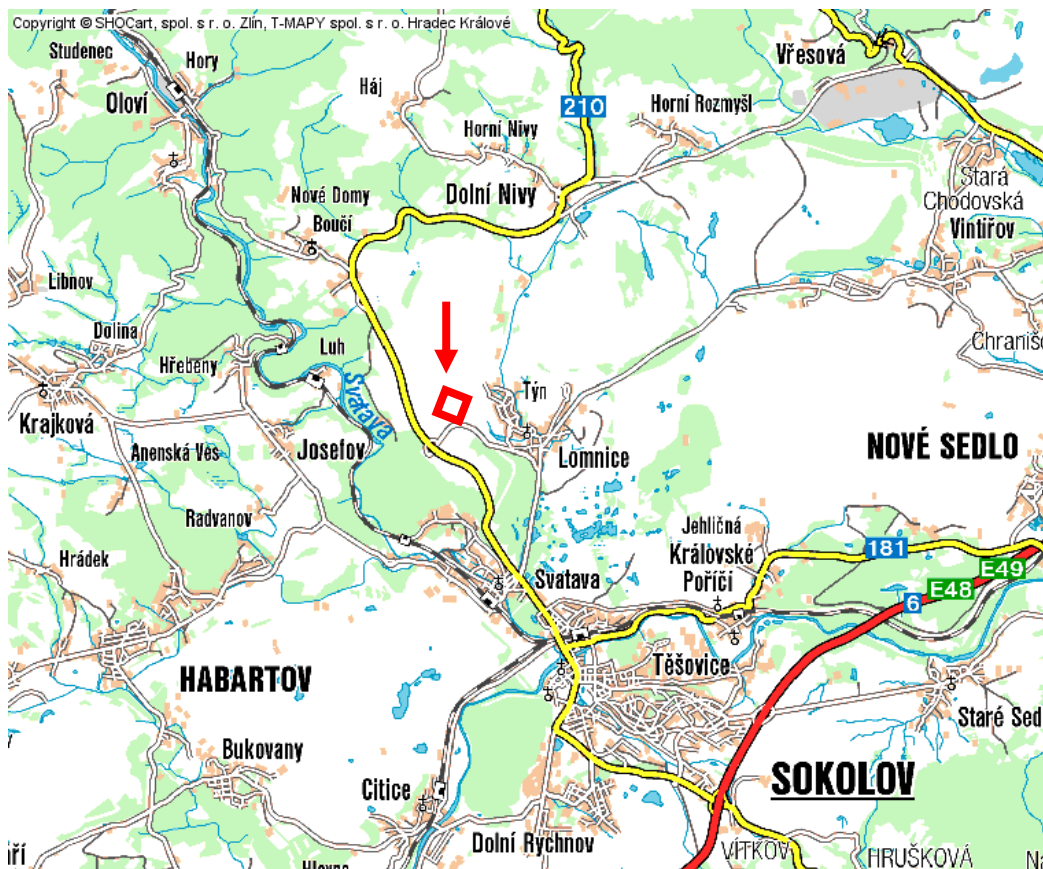 Copyright © SHOCart, spol. s r. o. Zlín, T-MAPY spol. s r. o. Hradec Králové
Studenec
Hory
Vřesová
Háj
Oloví
210
Horní Rozmyšl
Horní Nivy
Dolní Nivy
Stará
Chodovská
Nové Domy
Boučí
Vintířov
Libnov
Dolina
Luh
Chraniš
Hřebeny
Svatava
Týn
Krajková
Anenská Ves
Josefov
Lomnice
NOVÉ SEDLO
Radvanov
Jehličná
Královské
Poříčí
181
E49
Hrádek
Svatava
E48
6
HABARTOV
Těšovice
Staré Sed
Bukovany
SOKOLOV
Citice
Dolní Rychnov
VÍTKOV
HRUŠKOVÁ